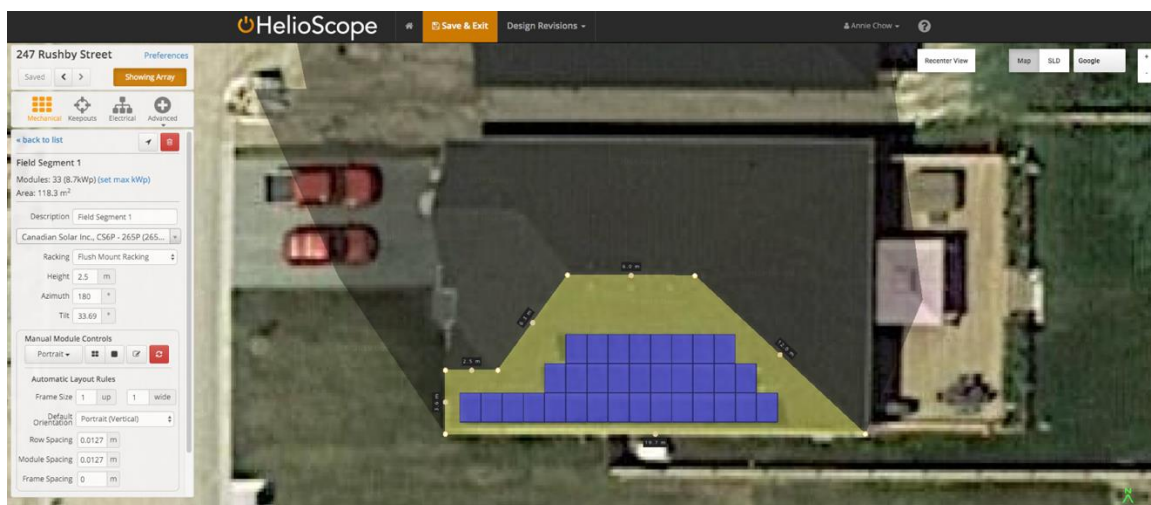 HelioScope
Save & Exit
Design Revisions
Annie Chow
247 Rushby Street
Preferences
Saved
Showing Array
Mechanical Keepouts Electrical Advanced
« back to list
Field Segment 1
Modules: 33 (8.7kWp) (set max kWp)
Area: 118.3 m²
Description Field Segment 1
Canadian Solar Inc., CS6P - 265P (265...
Racking Flush Mount Racking
Height 2.5 m
Azimuth 180 °
Tilt 33.69 °
Manual Module Controls
Portrait
Automatic Layout Rules
Frame Size 1 up 1 wide
Default Orientation Portrait (Vertical)
Row Spacing 0.0127 m
Module Spacing 0.0127 m
Frame Spacing 0 m
Recenter View
Map SLD Google
2.5 m
N